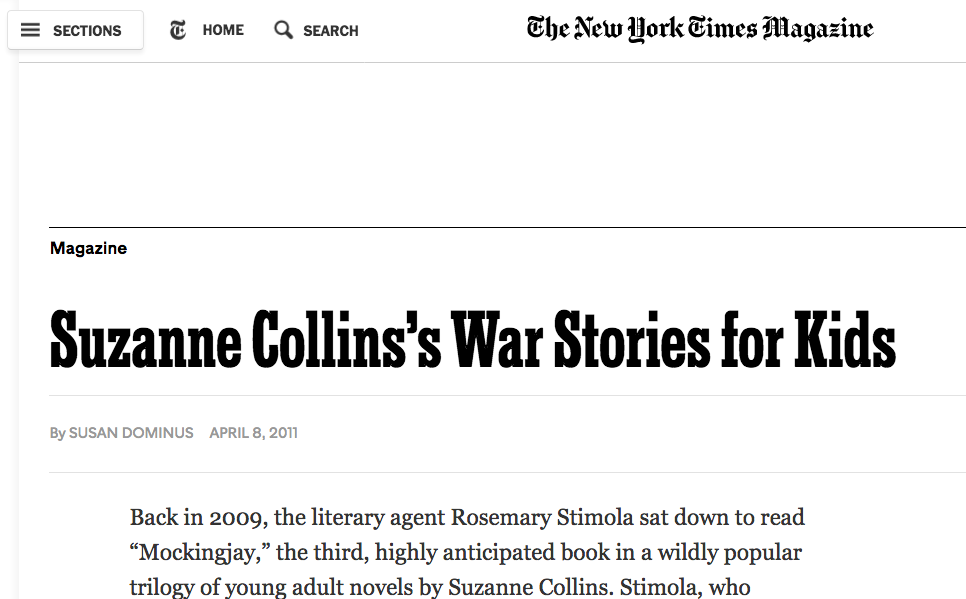 SECTIONS HOME SEARCH The New York Times Magazine
Magazine
Suzanne Collins’s War Stories for Kids
By SUSAN DOMINUS APRIL 8, 2011
Back in 2009, the literary agent Rosemary Stimola sat down to read
“Mockingjay,” the third, highly anticipated book in a wildly popular
trilogy of young adult novels by Suzanne Collins. Stimola, who